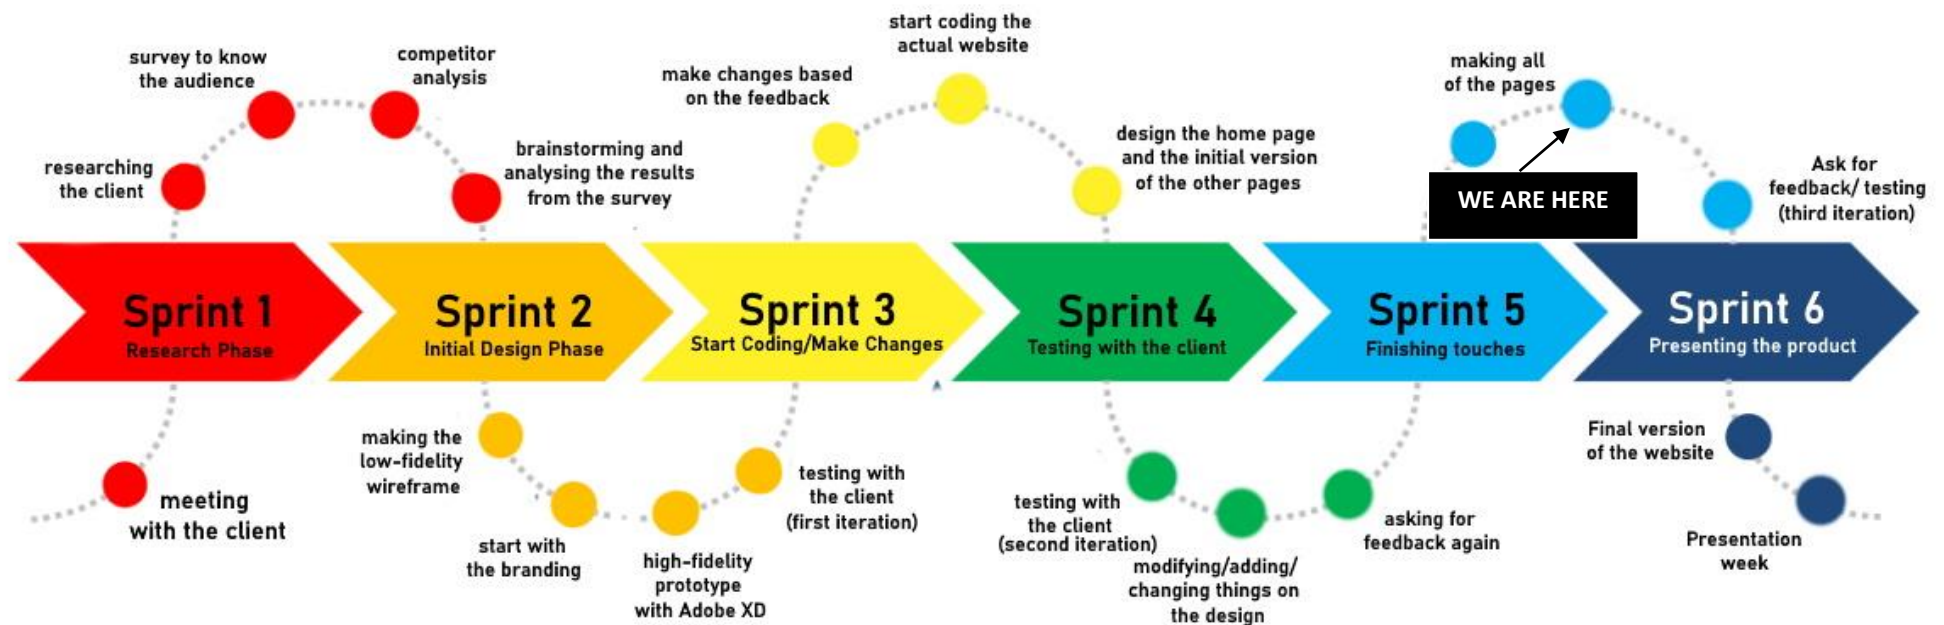 survey to know
the audience
competitor
analysis
researching
the client
brainstorming and
analysing the results
from the survey
make changes based
on the feedback
start coding the
actual website
design the home page
and the initial version
of the other pages
making all
of the pages
WE ARE HERE
Ask for
feedback/ testing
(third iteration)
Sprint 1
Research Phase
Sprint 2
Initial Design Phase
Sprint 3
Start Coding/Make Changes
Sprint 4
Testing with the client
Sprint 5
Finishing touches
Sprint 6
Presenting the product
meeting
with the client
making the
low-fidelity
wireframe
start with
the branding
high-fidelity
prototype
with Adobe XD
testing with
the client
(first iteration)
testing with
the client
(second iteration)
modifying/adding/
changing things on
the design
asking for
feedback again
Final version
of the website
Presentation
week